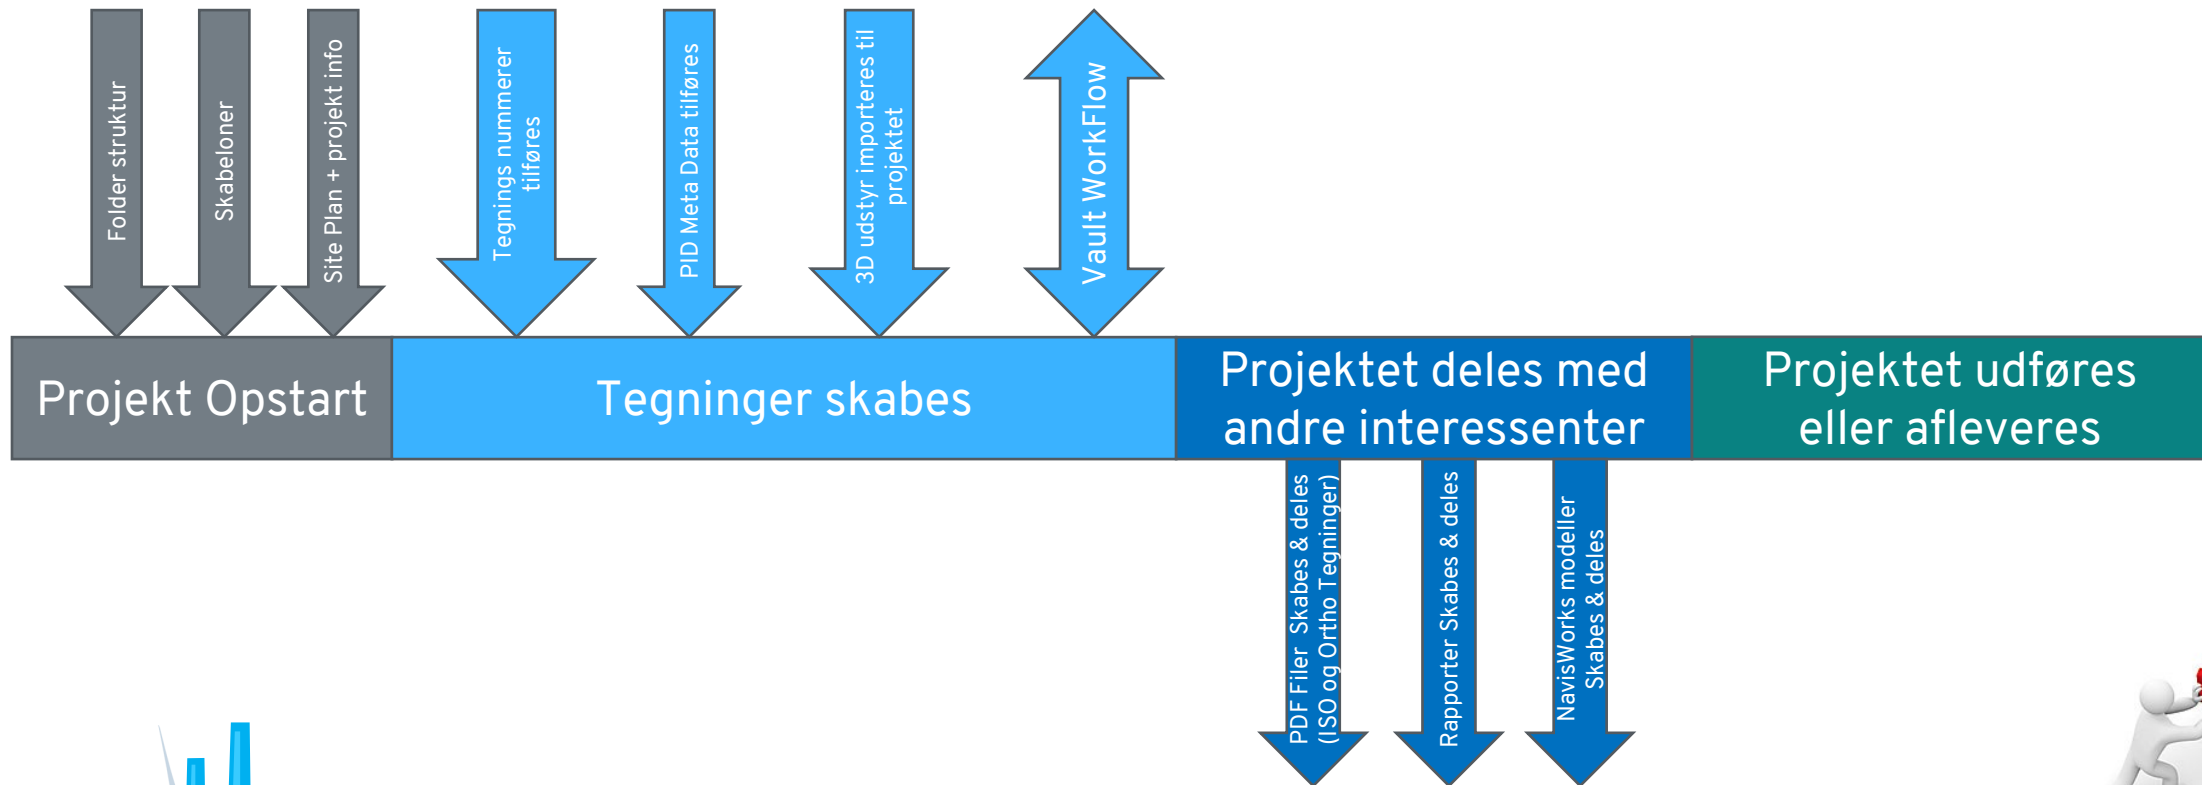 Folder struktur
Skabeloner
Site Plan + projekt info
Tegnings nummerer
tilføres
PID Meta Data tilføres
3D udstyr importeres til
projektet
Vault WorkFlow
Projekt Opstart
Tegninger skabes
Projektet deles med
andre interessenter
Projektet udføres
eller afleveres
PDF Filer  Skabes & deles
(ISO og Ortho Tegninger)
Rapporter Skabes & deles
NavisWorks modeller
Skabes & deles